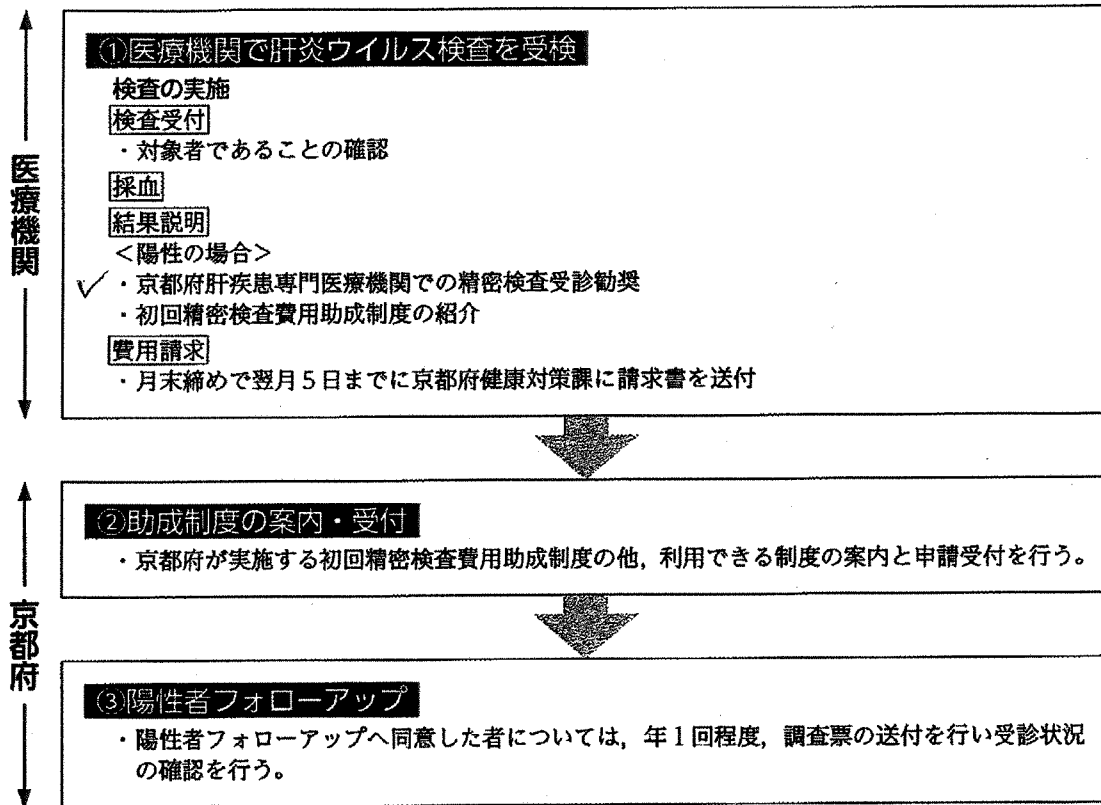 医療機関
①医療機関で肝炎ウイルス検査を受検
検査の実施
検査受付
・対象者であることの確認
採血
結果説明
＜陽性の場合＞
・京都府肝疾患専門医療機関での精密検査受診勧奨
・初回精密検査費用助成制度の紹介
費用請求
・月末締めで翌月５日までに京都府健康対策課に請求書を送付
京都府
②助成制度の案内・受付
・京都府が実施する初回精密検査費用助成制度の他，利用できる制度の案内と申請受付を行う。
③陽性者フォローアップ
・陽性者フォローアップへ同意した者については，年１回程度，調査票の送付を行い受診状況
の確認を行う。